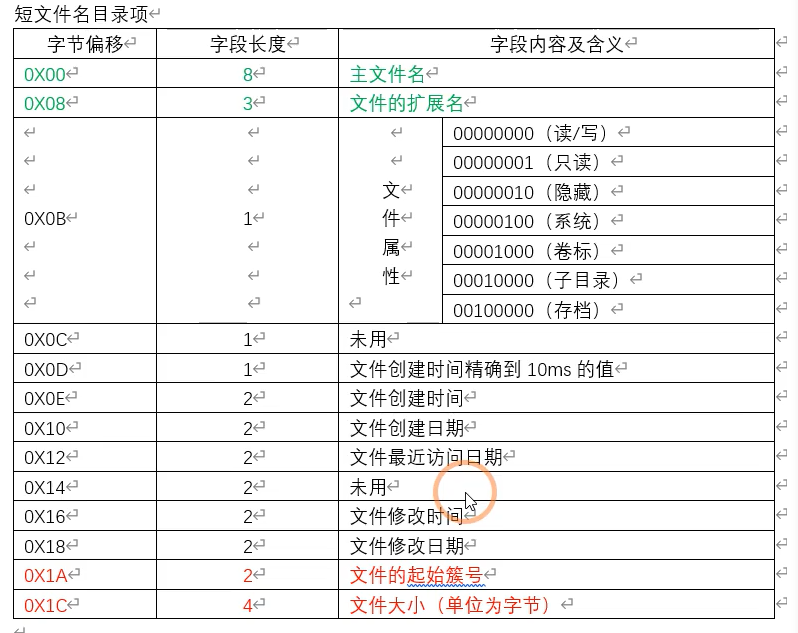 短文件名目录项
字节偏移 字段长度 字段内容及含义
0X00 8 主文件名
0X08 3 文件的扩展名
0X0B 1 文件属性 00000000（读/写）
00000001（只读）
00000010（隐藏）
00000100（系统）
00001000（卷标）
00010000（子目录）
00100000（存档）
0X0C 1 未用
0X0D 1 文件创建时间精确到 10ms 的值
0X0E 2 文件创建时间
0X10 2 文件创建日期
0X12 2 文件最近访问日期
0X14 2 未用
0X16 2 文件修改时间
0X18 2 文件修改日期
0X1A 2 文件的起始簇号
0X1C 4 文件大小（单位为字节）